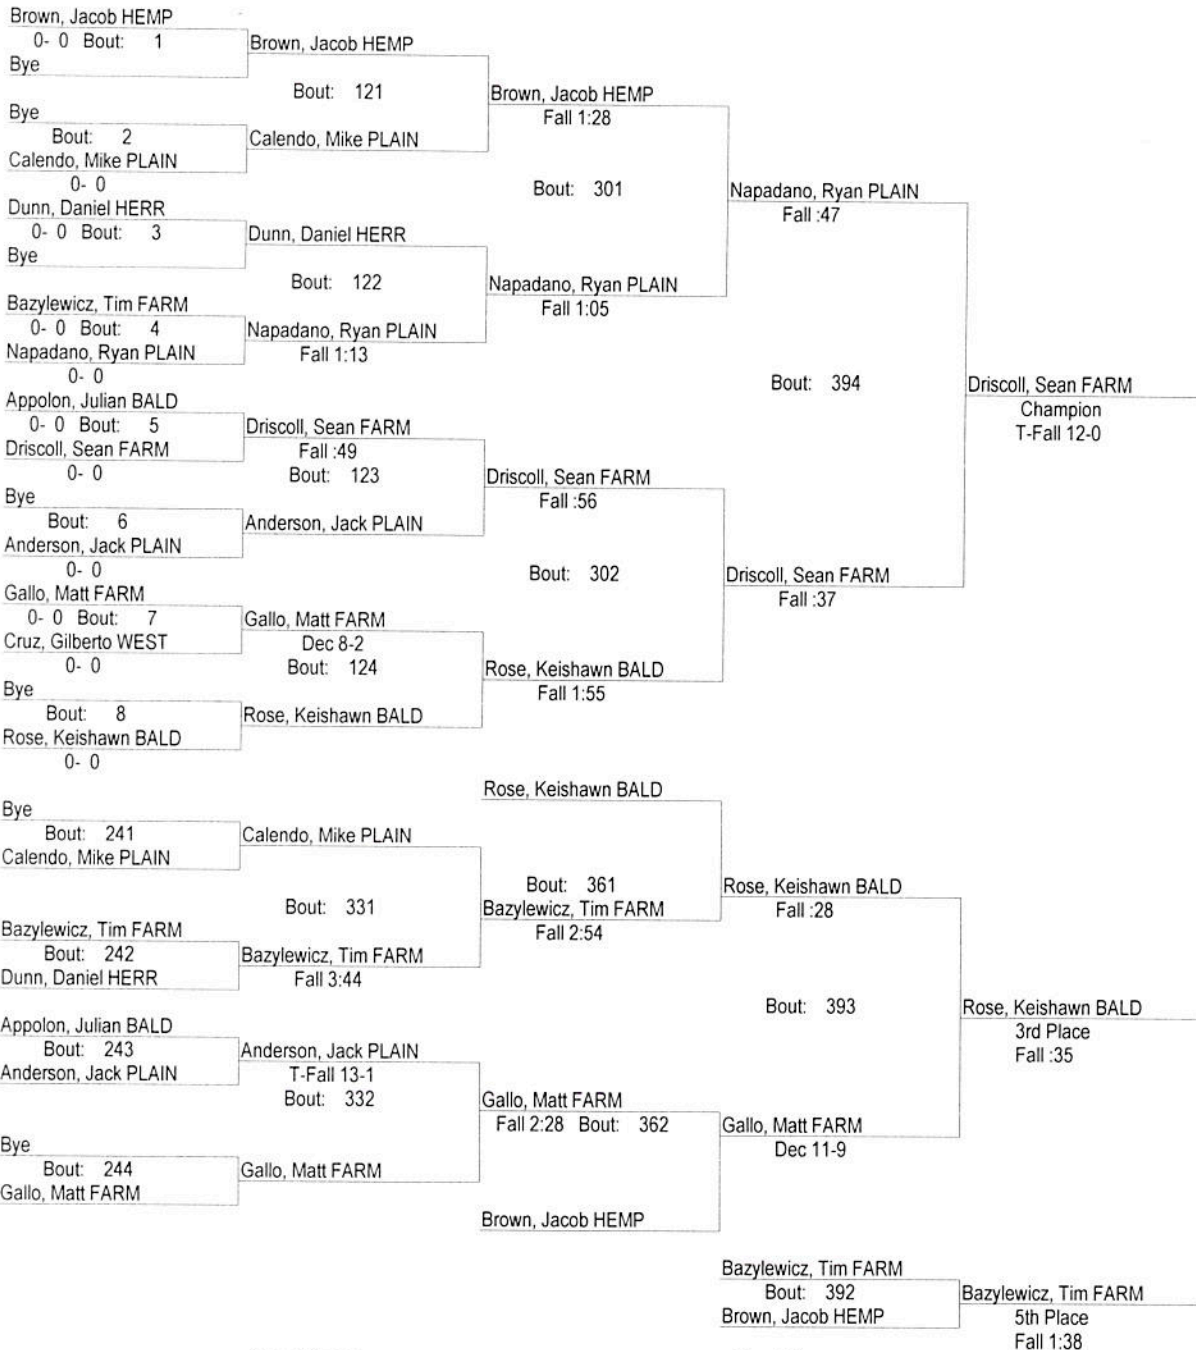 Brown, Jacob HEMP
0- 0 Bout: 1
Bye
Brown, Jacob HEMP
Bout: 121
Bye
Bout: 2
Calendo, Mike PLAIN
0- 0
Calendo, Mike PLAIN
Brown, Jacob HEMP
Fall 1:28
Bout: 301
Dunn, Daniel HERR
0- 0 Bout: 3
Bye
Dunn, Daniel HERR
Bout: 122
Bazylewicz, Tim FARM
0- 0 Bout: 4
Napadano, Ryan PLAIN
0- 0
Napadano, Ryan PLAIN
Fall 1:13
Napadano, Ryan PLAIN
Fall 1:05
Napadano, Ryan PLAIN
Fall :47
Bout: 394
Appolon, Julian BALD
0- 0 Bout: 5
Driscoll, Sean FARM
0- 0
Driscoll, Sean FARM
Fall :49
Bout: 123
Bye
Bout: 6
Anderson, Jack PLAIN
0- 0
Anderson, Jack PLAIN
Driscoll, Sean FARM
Fall :56
Bout: 302
Gallo, Matt FARM
0- 0 Bout: 7
Cruz, Gilberto WEST
0- 0
Gallo, Matt FARM
Dec 8-2
Bout: 124
Bye
Bout: 8
Rose, Keishawn BALD
0- 0
Rose, Keishawn BALD
Rose, Keishawn BALD
Fall 1:55
Driscoll, Sean FARM
Fall :37
Driscoll, Sean FARM
Champion
T-Fall 12-0
Bye
Bout: 241
Calendo, Mike PLAIN
Calendo, Mike PLAIN
Bout: 331
Bazylewicz, Tim FARM
Bout: 242
Dunn, Daniel HERR
Bazylewicz, Tim FARM
Fall 3:44
Rose, Keishawn BALD
Bout: 361
Bazylewicz, Tim FARM
Fall 2:54
Rose, Keishawn BALD
Fall :28
Bout: 393
Appolon, Julian BALD
Bout: 243
Anderson, Jack PLAIN
Anderson, Jack PLAIN
T-Fall 13-1
Bout: 332
Bye
Bout: 244
Gallo, Matt FARM
Gallo, Matt FARM
Gallo, Matt FARM
Fall 2:28 Bout: 362
Brown, Jacob HEMP
Gallo, Matt FARM
Dec 11-9
Rose, Keishawn BALD
3rd Place
Fall :35
Bazylewicz, Tim FARM
Bout: 392
Brown, Jacob HEMP
Bazylewicz, Tim FARM
5th Place
Fall 1:38